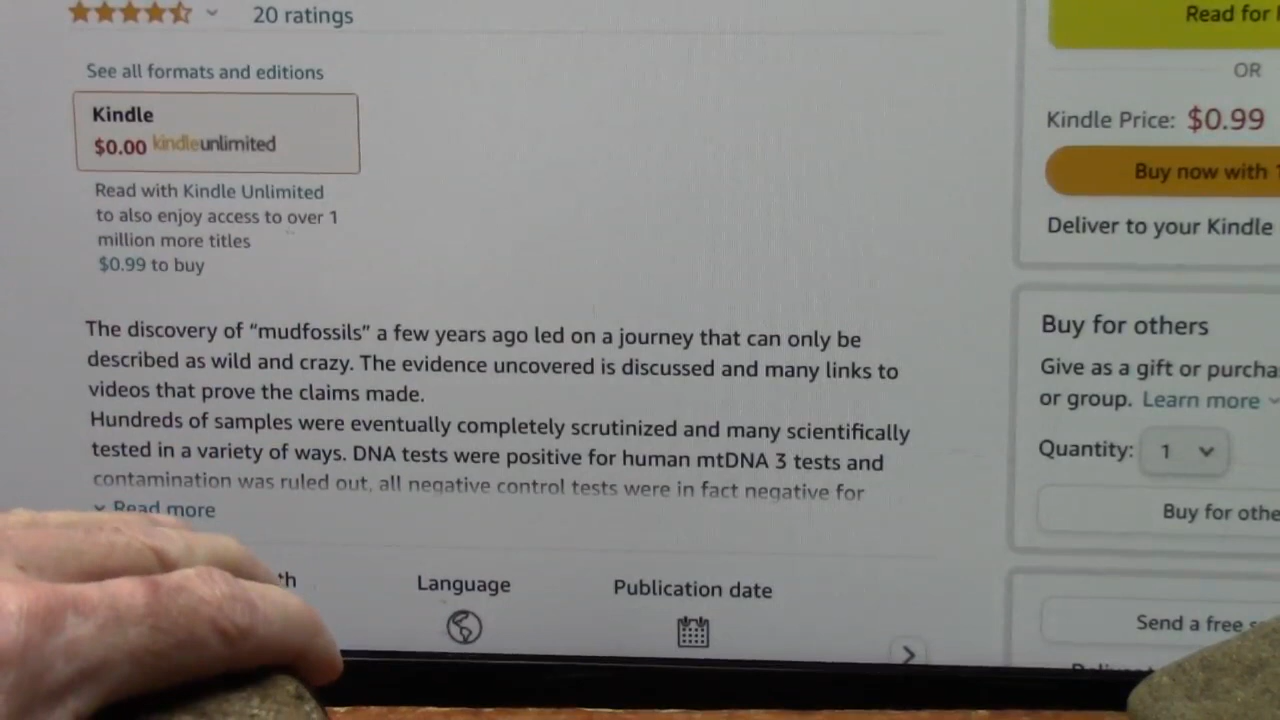 20 ratings
See all formats and editions
Kindle
$0.00 kindleunlimited
Read with Kindle Unlimited
to also enjoy access to over 1
million more titles
$0.99 to buy
The discovery of “mudfossils” a few years ago led on a journey that can only be
described as wild and crazy. The evidence uncovered is discussed and many links to
videos that prove the claims made.
Hundreds of samples were eventually completely scrutinized and many scientifically
tested in a variety of ways. DNA tests were positive for human mtDNA 3 tests and
contamination was ruled out, all negative control tests were in fact negative for
Read more
Language
Publication date
Read for
OR
Kindle Price: $0.99
Buy now with 1
Deliver to your Kindle
Buy for others
Give as a gift or purcha
or group. Learn more
Quantity: 1
Buy for othe
Send a free